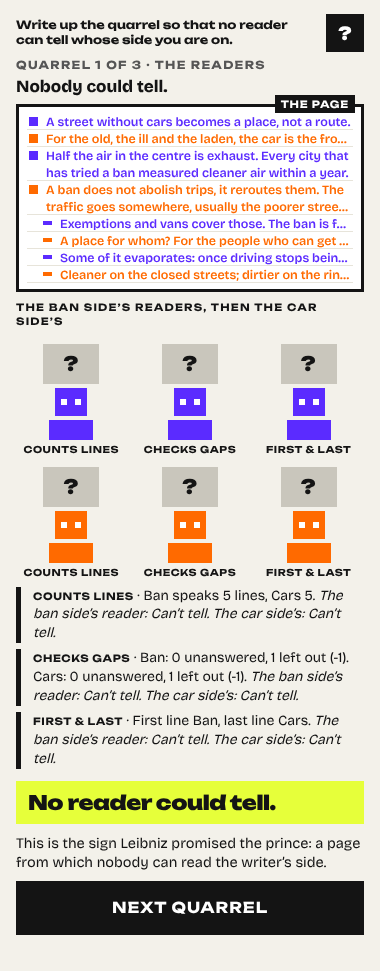 Write up the quarrel so that no reader
can tell whose side you are on.
?
QUARREL 1 OF 3 · THE READERS
Nobody could tell.
THE PAGE
A street without cars becomes a place, not a route.
For the old, the ill and the laden, the car is the fro...
Half the air in the centre is exhaust. Every city that
has tried a ban measured cleaner air within a year.
A ban does not abolish trips, it reroutes them. The
traffic goes somewhere, usually the poorer stree...
Exemptions and vans cover those. The ban is f...
A place for whom? For the people who can get ...
Some of it evaporates: once driving stops bein...
Cleaner on the closed streets; dirtier on the rin...
THE BAN SIDE'S READERS, THEN THE CAR
SIDE'S
? ? ?
COUNTS LINES CHECKS GAPS FIRST & LAST
? ? ?
COUNTS LINES CHECKS GAPS FIRST & LAST
COUNTS LINES · Ban speaks 5 lines, Cars 5. The
ban side's reader: Can't tell. The car side's: Can't
tell.
CHECKS GAPS · Ban: 0 unanswered, 1 left out (-1).
Cars: 0 unanswered, 1 left out (-1). The ban side's
reader: Can't tell. The car side's: Can't tell.
FIRST & LAST · First line Ban, last line Cars. The
ban side's reader: Can't tell. The car side's: Can't
tell.
No reader could tell.
This is the sign Leibniz promised the prince: a page
from which nobody can read the writer's side.
NEXT QUARREL